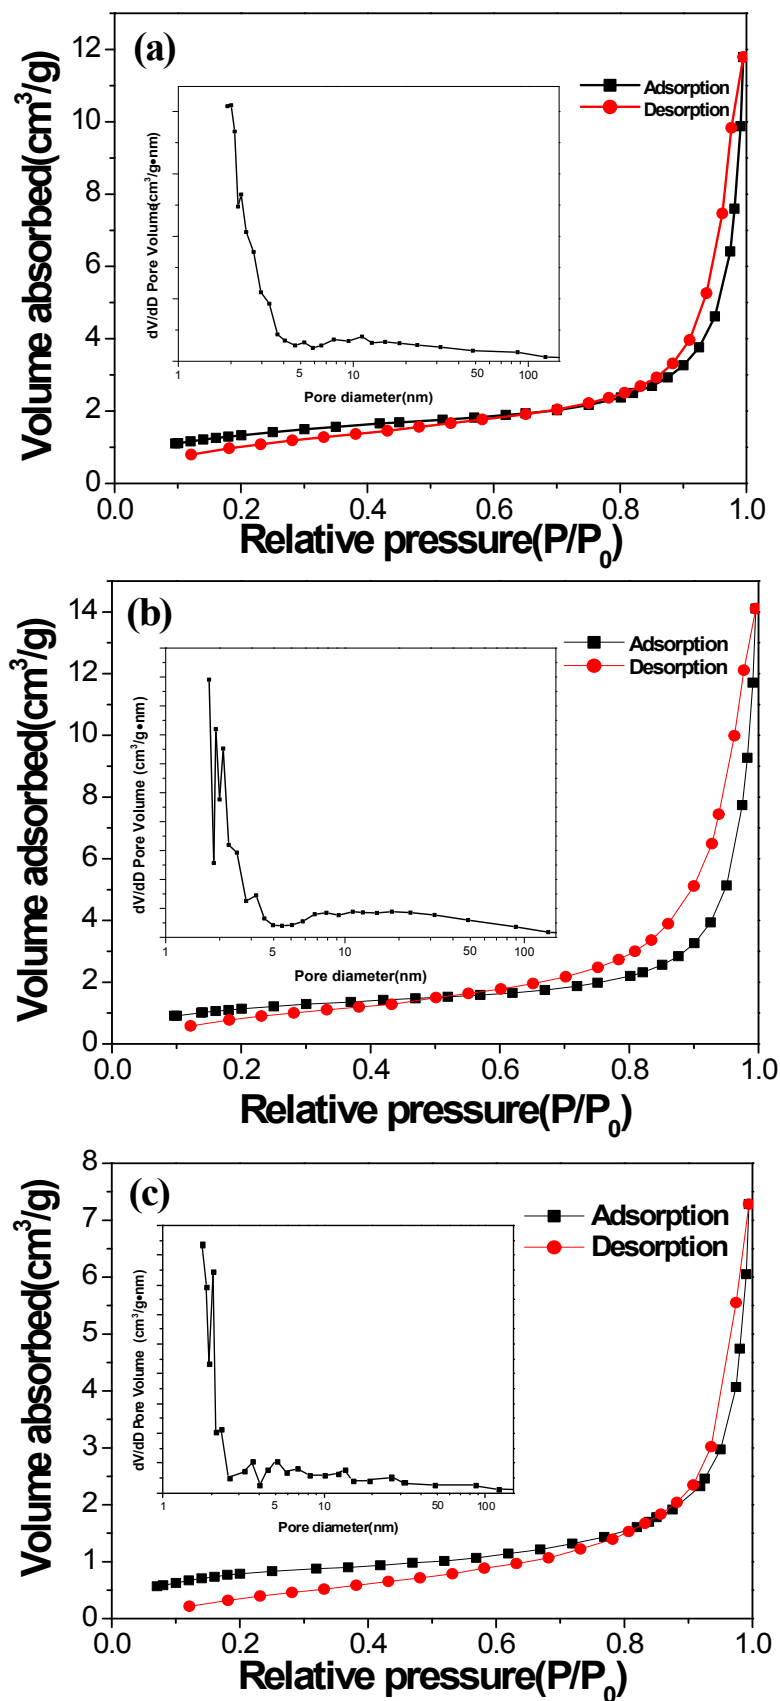 (a)
12
10
8
6
4
2
0
Volume absorbed(cm³/g)
Adsorption
Desorption
dV/dD Pore Volume(cm³/g•nm)
1 5 10 50 100
Pore diameter(nm)
0.0 0.2 0.4 0.6 0.8 1.0
Relative pressure(P/P₀)
(b)
14
12
10
8
6
4
2
0
Volume adsorbed(cm³/g)
Adsorption
Desorption
dV/dD Pore Volume (cm³/g•nm)
1 5 10 50 100
Pore diameter(nm)
0.0 0.2 0.4 0.6 0.8 1.0
Relative pressure(P/P₀)
(c)
8
7
6
5
4
3
2
1
0
Volume absorbed(cm³/g)
Adsorption
Desorption
dV/dD Pore Volume (cm³/g•nm)
1 5 10 50 100
Pore diameter(nm)
0.0 0.2 0.4 0.6 0.8 1.0
Relative pressure(P/P₀)